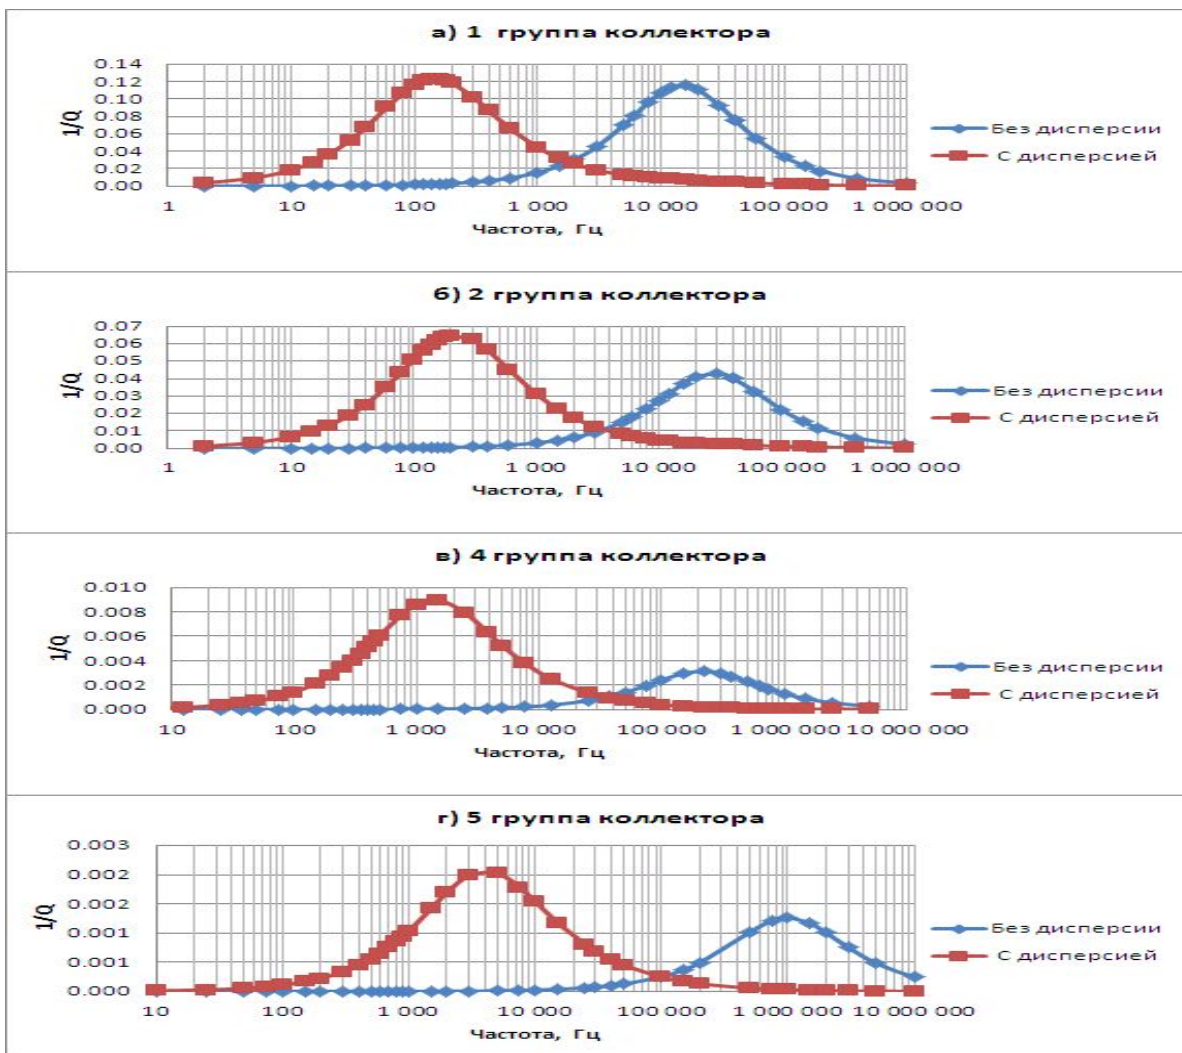 а) 1 группа коллектора
0.14
0.12
0.10
0.08
0.06
0.04
0.02
0.00
1/Q
1 10 100 1 000 10 000 100 000 1 000 000
Частота, Гц
Без дисперсии
С дисперсией
б) 2 группа коллектора
0.07
0.06
0.05
0.04
0.03
0.02
0.01
0.00
1/Q
1 10 100 1 000 10 000 100 000 1 000 000
Частота, Гц
Без дисперсии
С дисперсией
в) 4 группа коллектора
0.010
0.008
0.006
0.004
0.002
0.000
1/Q
10 100 1 000 10 000 100 000 1 000 000 10 000 000
Частота, Гц
Без дисперсии
С дисперсией
г) 5 группа коллектора
0.003
0.002
0.002
0.001
0.001
0.000
1/Q
10 100 1 000 10 000 100 000 1 000 000 10 000 000
Частота, Гц
Без дисперсии
С дисперсией